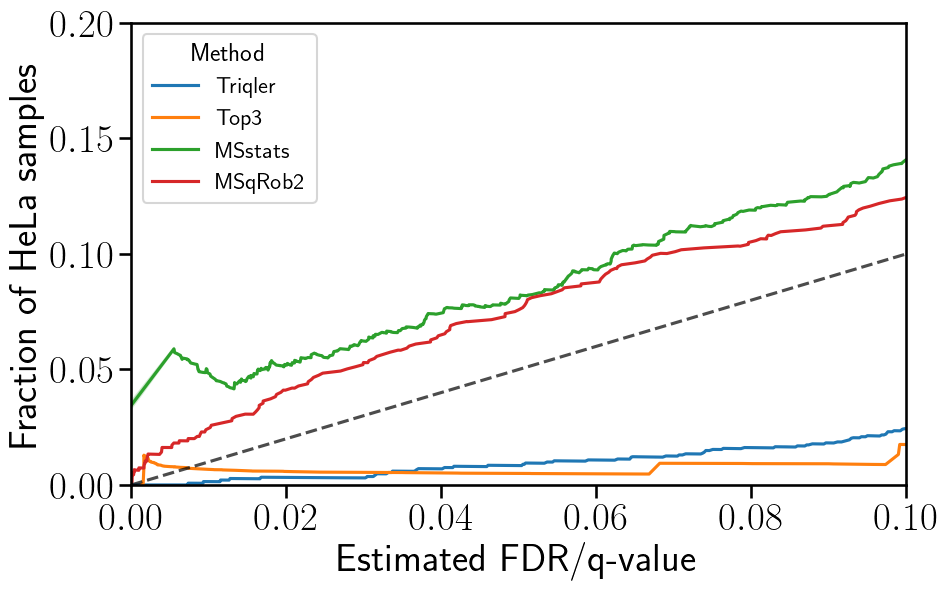 0.20
0.15
0.10
0.05
0.00
Fraction of HeLa samples
Method
Triqler
Top3
MSstats
MSqRob2
0.00 0.02 0.04 0.06 0.08 0.10
Estimated FDR/q-value